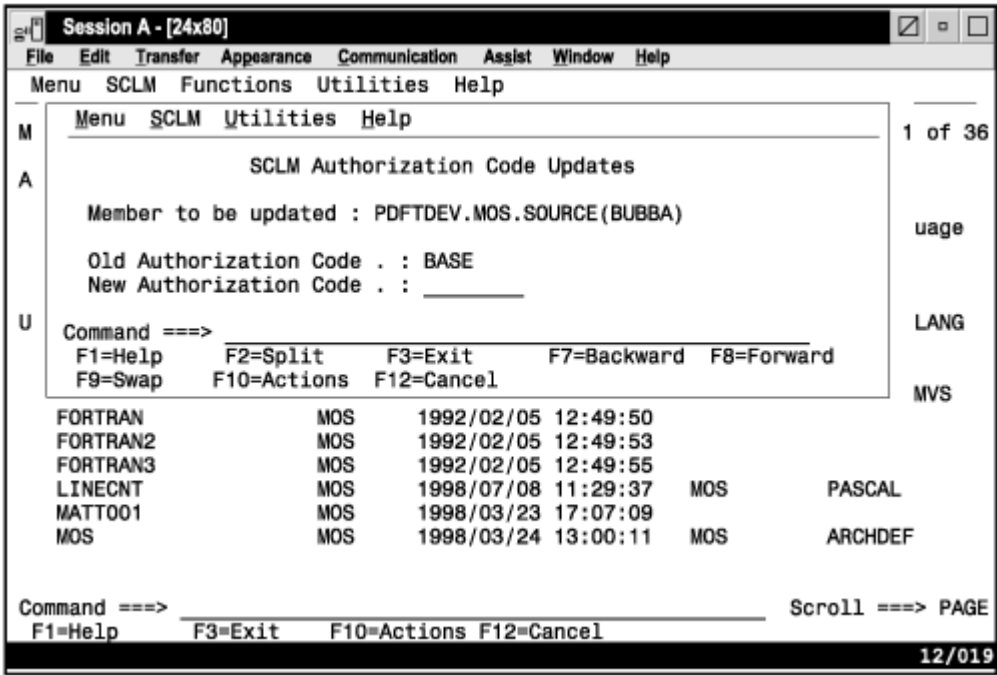 Session A - [24x80]
File Edit Transfer Appearance Communication Assist Window Help
Menu SCLM Functions Utilities Help
Menu SCLM Utilities Help
M 1 of 36
SCLM Authorization Code Updates
A
Member to be updated : PDFTDEV.MOS.SOURCE(BUBBA)
uage
Old Authorization Code . : BASE
New Authorization Code . :
U LANG
Command ===>
F1=Help F2=Split F3=Exit F7=Backward F8=Forward
F9=Swap F10=Actions F12=Cancel
MVS
FORTRAN MOS 1992/02/05 12:49:50
FORTRAN2 MOS 1992/02/05 12:49:53
FORTRAN3 MOS 1992/02/05 12:49:55
LINECNT MOS 1998/07/08 11:29:37 MOS PASCAL
MATT001 MOS 1998/03/23 17:07:09
MOS MOS 1998/03/24 13:00:11 MOS ARCHDEF
Command ===> Scroll ===> PAGE
F1=Help F3=Exit F10=Actions F12=Cancel
12/019